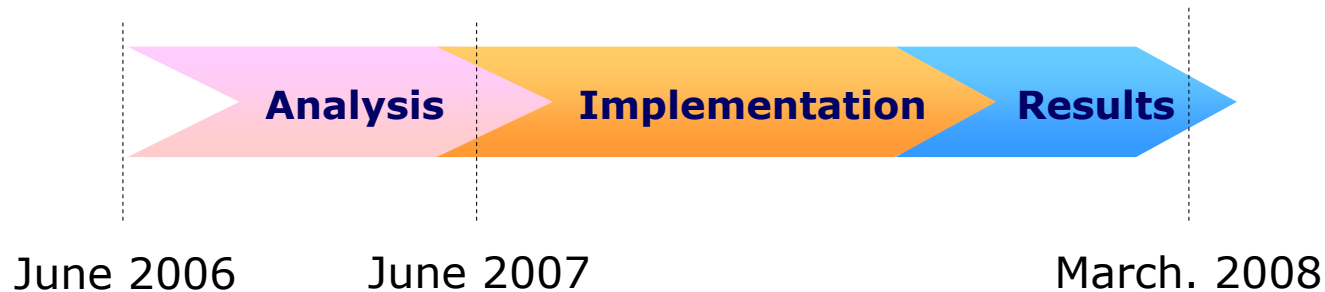 Analysis Implementation Results
June 2006 June 2007 March. 2008